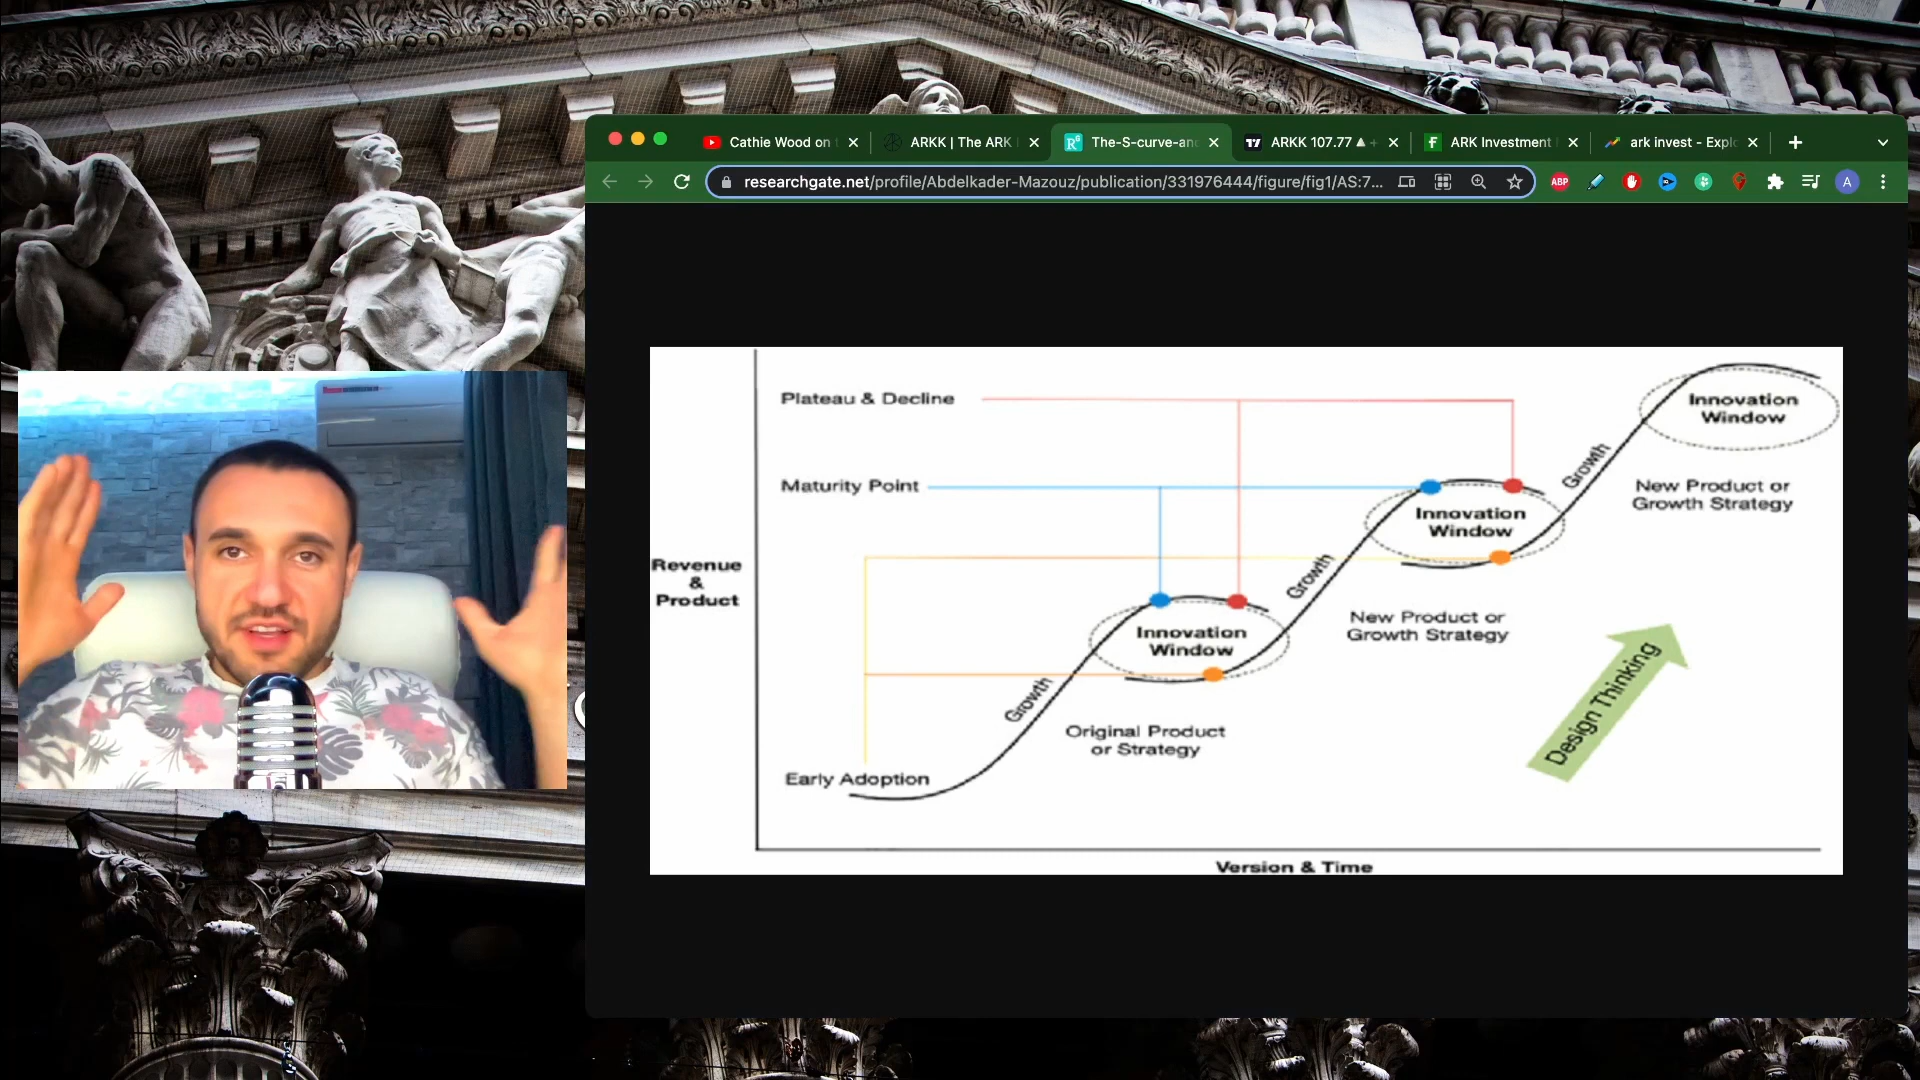 Cathie Wood on
ARKK | The ARK
The-S-curve-and
ARKK 107.77
ARK Investment
ark invest - Explo
researchgate.net/profile/Abdelkader-Mazouz/publication/331976444/figure/fig1/AS:7...
ABP
A
Plateau & Decline
Maturity Point
Revenue
&
Product
Early Adoption
Growth
Original Product
or Strategy
Innovation
Window
Growth
New Product or
Growth Strategy
Innovation
Window
Growth
New Product or
Growth Strategy
Innovation
Window
Design Thinking
Version & Time